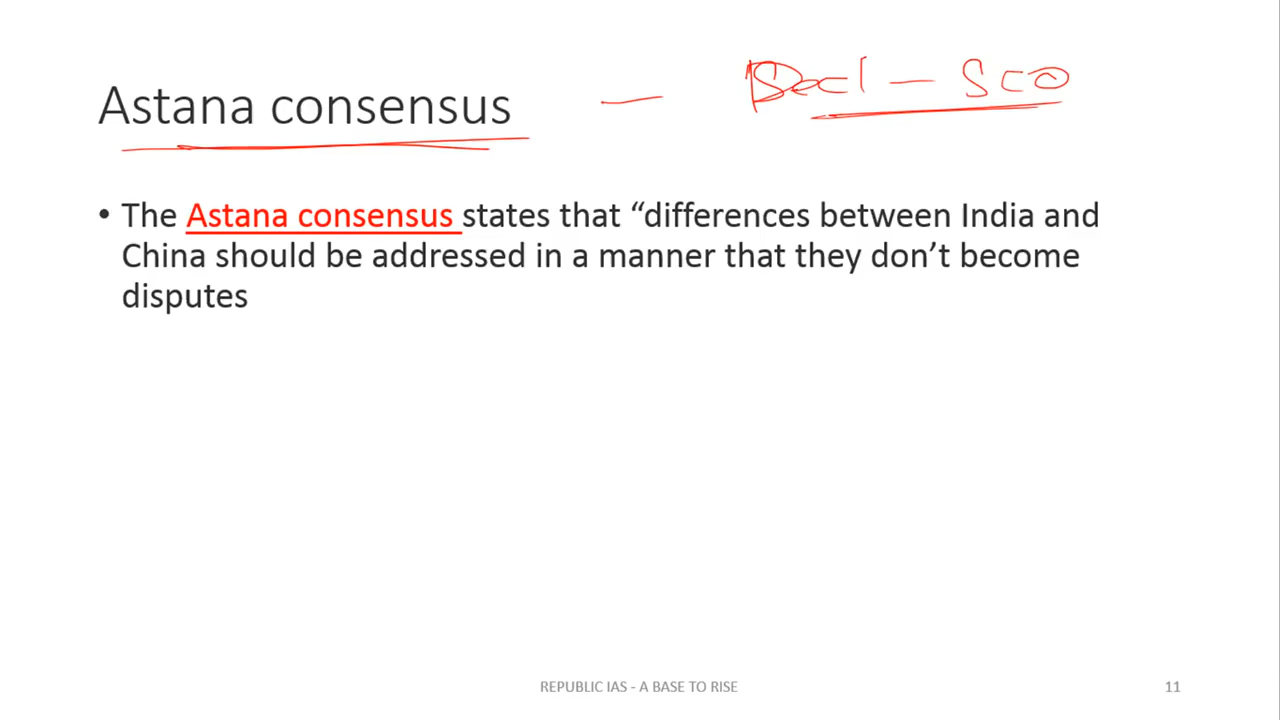 Astana consensus
— Decl – SCO
• The Astana consensus states that “differences between India and
China should be addressed in a manner that they don’t become
disputes
REPUBLIC IAS - A BASE TO RISE
11